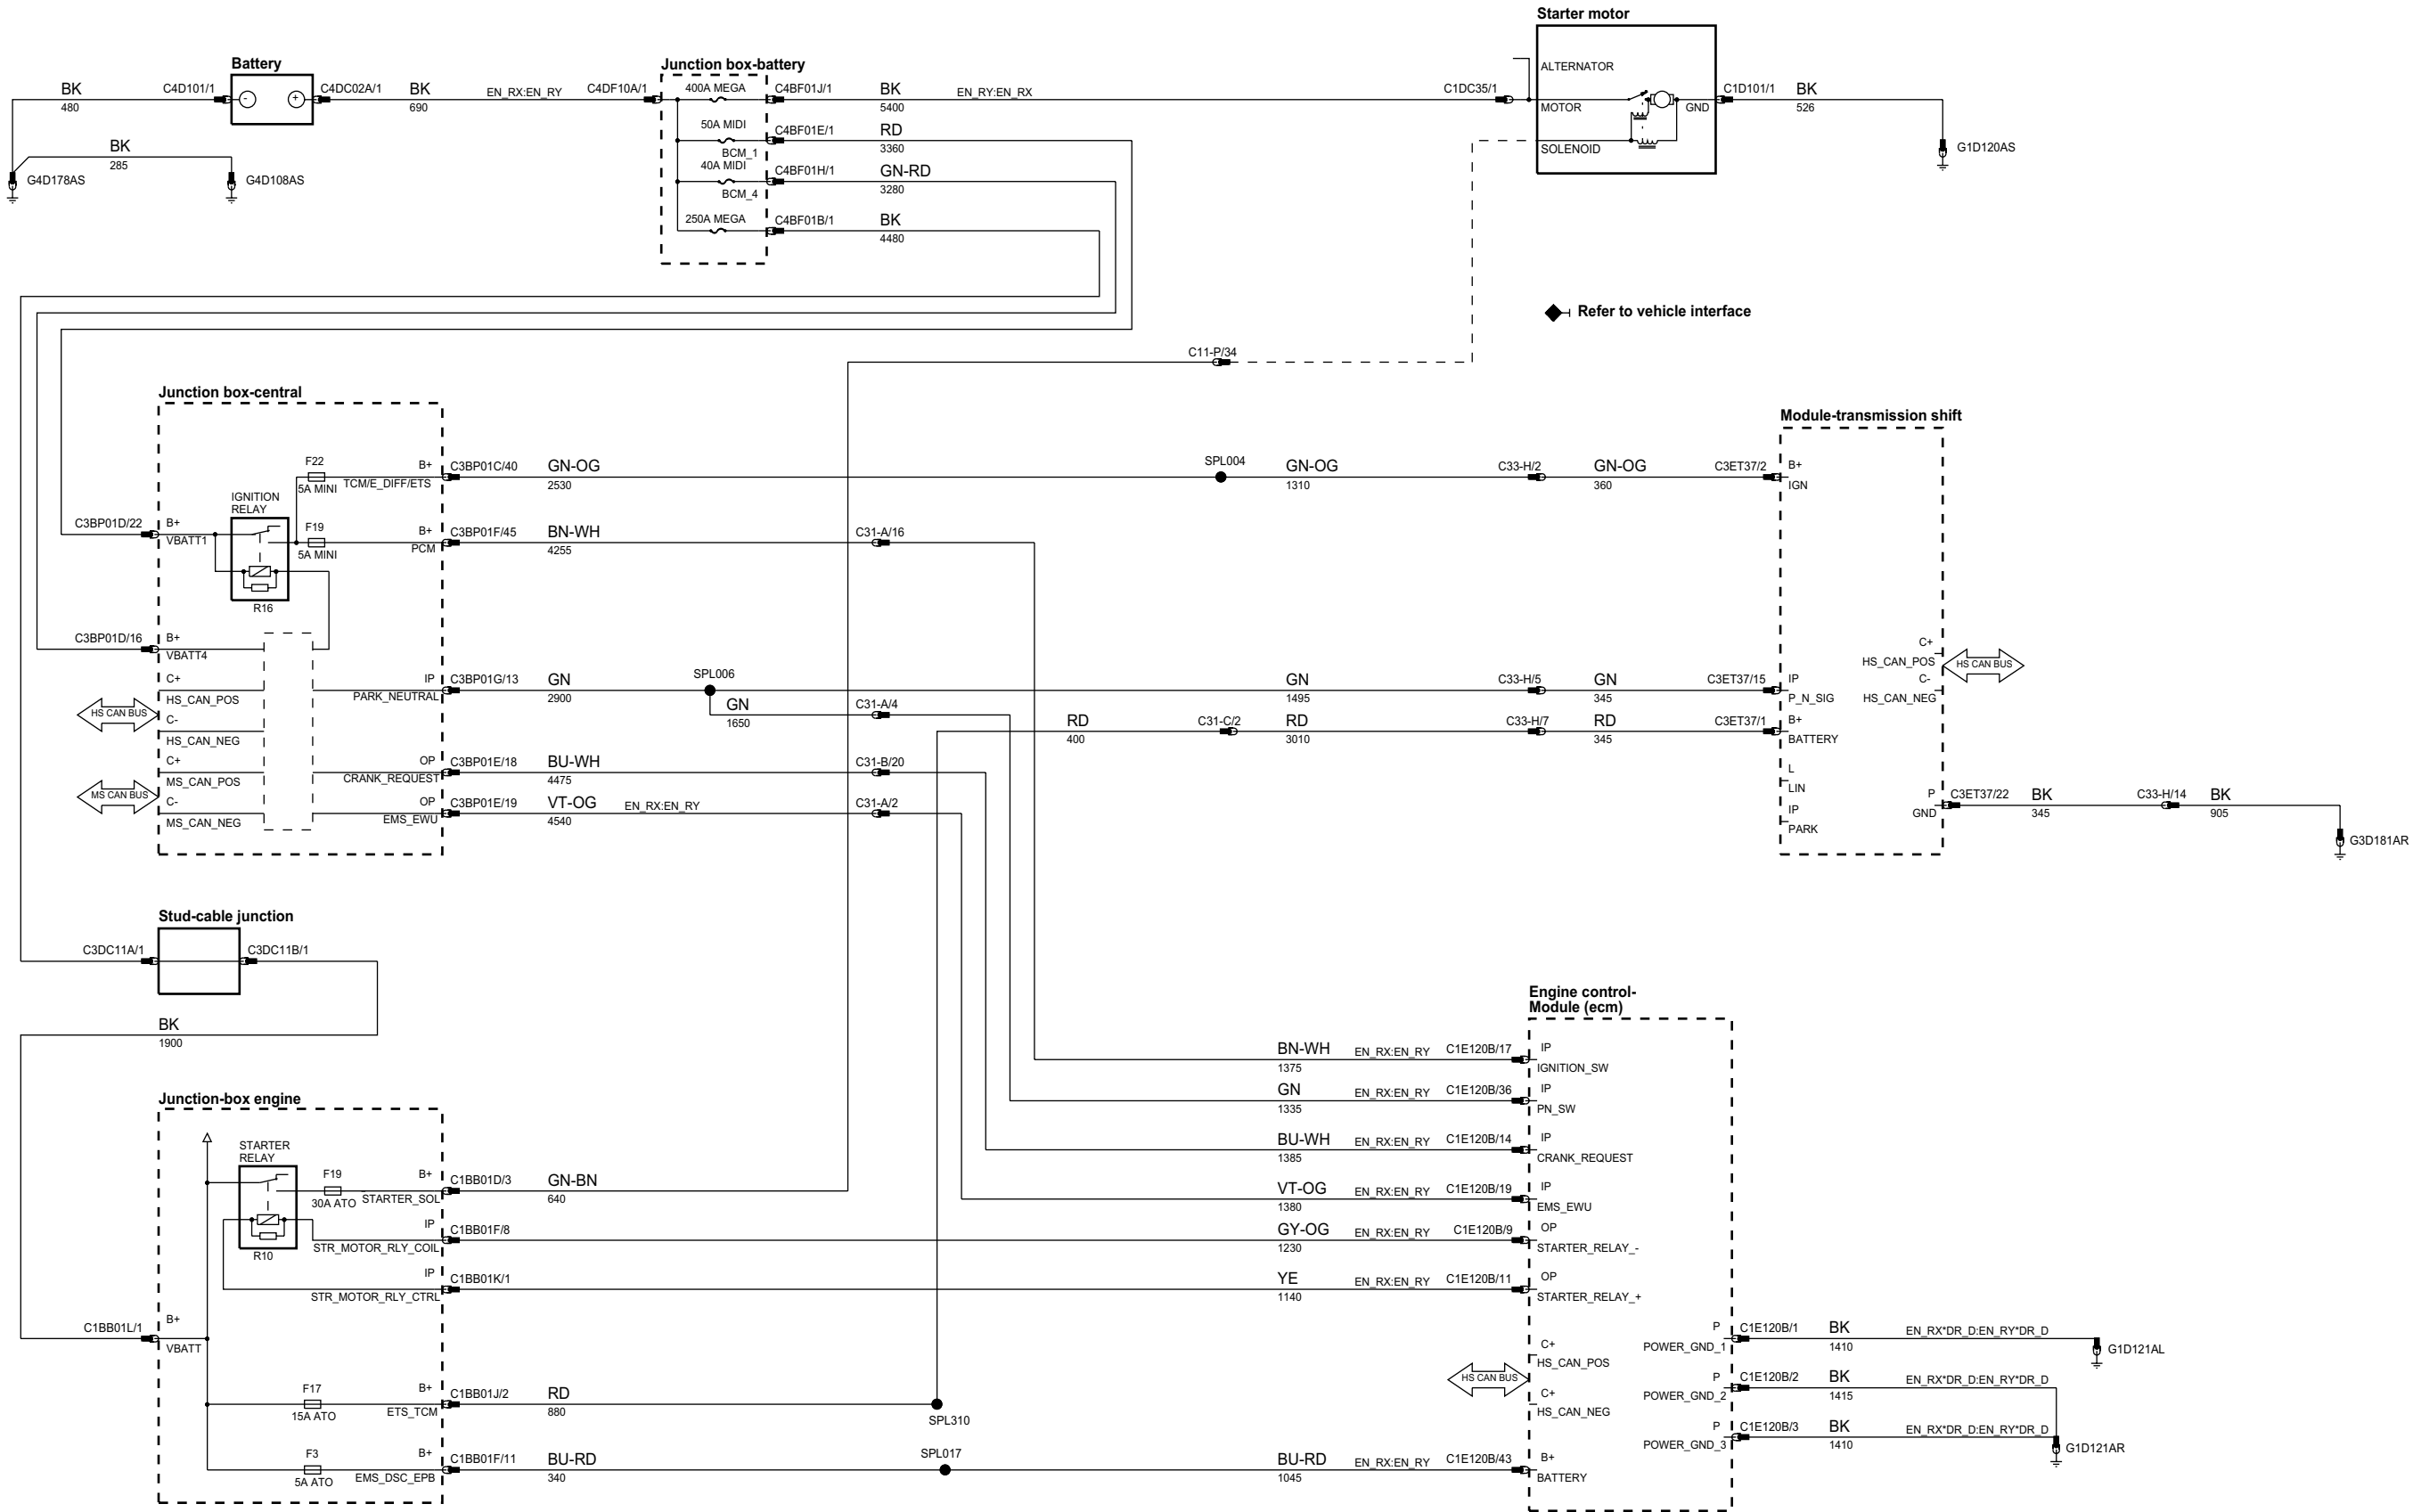 Starter motor
ALTERNATOR
MOTOR
GND
SOLENOID
C1DC35/1
C1D101/1
BK
526
G1D120AS
Battery
BK
480
C4D101/1
-
+
C4DC02A/1
BK
690
EN_RX:EN_RY
C4DF10A/1
BK
285
G4D178AS
G4D108AS
Junction box-battery
400A MEGA
C4BF01J/1
BK
5400
EN_RY:EN_RX
50A MIDI
BCM_1
C4BF01E/1
RD
3360
40A MIDI
BCM_4
C4BF01H/1
GN-RD
3280
250A MEGA
C4BF01B/1
BK
4480
Refer to vehicle interface
C11-P/34
Junction box-central
F22
5A MINI
B+
TCM/E_DIFF/ETS
C3BP01C/40
GN-OG
2530
SPL004
GN-OG
1310
C33-H/2
GN-OG
360
C3ET37/2
IGNITION
RELAY
R16
C3BP01D/22
B+
VBATT1
F19
5A MINI
B+
PCM
C3BP01F/45
BN-WH
4255
C31-A/16
C3BP01D/16
B+
VBATT4
C+
HS_CAN_POS
HS CAN BUS
C-
HS_CAN_NEG
C+
MS_CAN_POS
MS CAN BUS
C-
MS_CAN_NEG
IP
PARK_NEUTRAL
C3BP01G/13
GN
2900
SPL006
GN
1650
C31-A/4
GN
1495
C33-H/5
GN
345
C3ET37/15
RD
400
C31-C/2
RD
3010
C33-H/7
RD
345
C3ET37/1
OP
CRANK_REQUEST
C3BP01E/18
BU-WH
4475
C31-B/20
OP
EMS_EWU
C3BP01E/19
VT-OG
4540
EN_RX:EN_RY
C31-A/2
Module-transmission shift
B+
IGN
C+
HS_CAN_POS
C-
HS_CAN_NEG
HS CAN BUS
IP
P_N_SIG
B+
BATTERY
L
LIN
IP
PARK
P
GND
C3ET37/22
BK
345
C33-H/14
BK
905
G3D181AR
Stud-cable junction
C3DC11A/1
C3DC11B/1
BK
1900
Junction-box engine
STARTER
RELAY
R10
F19
30A ATO
B+
STARTER_SOL
C1BB01D/3
GN-BN
640
IP
STR_MOTOR_RLY_COIL
C1BB01F/8
IP
STR_MOTOR_RLY_CTRL
C1BB01K/1
C1BB01L/1
B+
VBATT
F17
15A ATO
B+
ETS_TCM
C1BB01J/2
RD
880
SPL310
F3
5A ATO
B+
EMS_DSC_EPB
C1BB01F/11
BU-RD
340
SPL017
Engine control-
Module (ecm)
BN-WH
1375
EN_RX:EN_RY
C1E120B/17
IP
IGNITION_SW
GN
1335
EN_RX:EN_RY
C1E120B/36
IP
PN_SW
BU-WH
1385
EN_RX:EN_RY
C1E120B/14
IP
CRANK_REQUEST
VT-OG
1380
EN_RX:EN_RY
C1E120B/19
IP
EMS_EWU
GY-OG
1230
EN_RX:EN_RY
C1E120B/9
OP
STARTER_RELAY_-
YE
1140
EN_RX:EN_RY
C1E120B/11
OP
STARTER_RELAY_+
HS CAN BUS
C+
HS_CAN_POS
C+
HS_CAN_NEG
BU-RD
1045
EN_RX:EN_RY
C1E120B/43
B+
BATTERY
P
POWER_GND_1
C1E120B/1
BK
1410
EN_RX*DR_D:EN_RY*DR_D
G1D121AL
P
POWER_GND_2
C1E120B/2
BK
1415
EN_RX*DR_D:EN_RY*DR_D
P
POWER_GND_3
C1E120B/3
BK
1410
EN_RX*DR_D:EN_RY*DR_D
G1D121AR